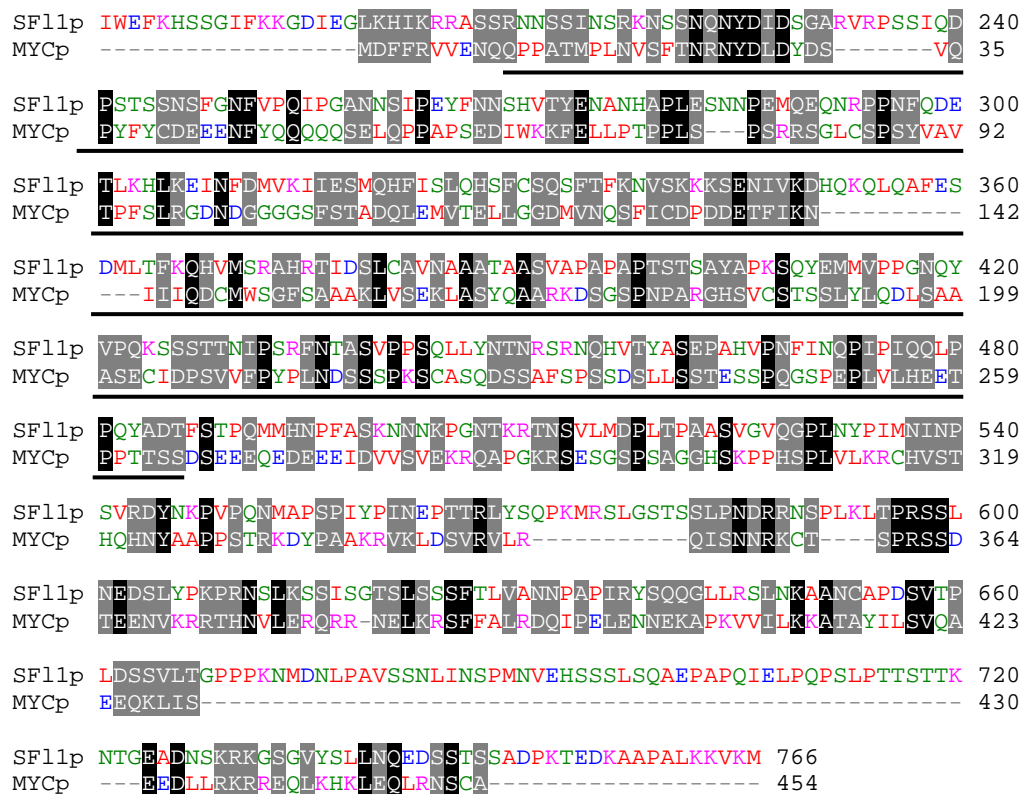 SFl1p IWEFKHSSGIFKKGDIEGLKHIKRRASSRNNSSINSRKNSSNQNYDIDSGARVRPSSIQD 240
MYCp ------------------MDFFRVVENQQPPATMPLNVSFTNRNYDLDYDS-------VQ 35
SFl1p PSTSSNSFGNFVPQIPGANNSIPEYFNNSHVTYENANHAPLESNNPEMQEQNRPPNFQDE 300
MYCp PYFYCDEEENFYQQQQQSELQPPAPSEDIWKKFELLPTPPLS---PSRRSGLCSPSYVAV 92
SFl1p TLKHLKEINFDMVKIIESMQHFISLQHSFCSQSFTFKNVSKKKSENIVKDHQKQLQAFES 360
MYCp TPFSLRGDNDGGGGSFSTADQLEMVTELLGGDMVNQSFICDPDDETFIKN---------- 142
SFl1p DMLTFKQHVMSRAHRTIDSLCAVNAAATAASVAPAPAPTSTSAYAPKSQYEMMVPPGNQY 420
MYCp ---IIIQDCMWSGFSAAAKLVSEKLASYQAARKDSGSPNPARGHSVCSTSSLYLQDLSAA 199
SFl1p VPQKSSSTTNIPSRFNTASVPPSQLLYNTNRSRNQHVTYASEPAHVPNFINQPIPIQQLP 480
MYCp ASECIDPSVVFPYPLNDSSSPKSCASQDSSAFSPSSDSLLSSTESSPQGSPEPLVLHEET 259
SFl1p PQYADTFSTPQMMHNPFASKNNNKPGNTKRTNSVLMDPLTPAASVGVQGPLNYPIMNINP 540
MYCp PPTTSSDSEEEQEDEEEIDVVSVEKRQAPGKRSESGSPSAGGHSKPPHSPLVLKRCHVST 319
SFl1p SVRDYNKPVPQNMAPSPIYPINEPTTRLYSQPKMRSLGSTSSLPNDRRNSPLKLTPRSSL 600
MYCp HQHNYAAPPSTRKDYPAAKRVKLDSVRVLR-----------QISNNRKCT----SPRSSD 364
SFl1p NEDSLYPKPRNSLKSSISGTSLSSSFTLVANNPAPIRYSQQGLLRSLNKAANCAPDSVTP 660
MYCp TEENVKRRTHNVLERQRR-NELKRSFFALRDQIPELENNEKAPKVVILKKATAYILSVQA 423
SFl1p LDSSVLTGPPPKNMDNLPAVSSNLINSPMNVEHSSSLSQAEPAPQIELPQPSLPTTSTTK 720
MYCp EEQKLIS----------------------------------------------------- 430
SFl1p NTGEADNSKRKGSGVYSLLNQEDSSTSSADPKTEDKAAPALKKVKM 766
MYCp ---EEDLLRKRREQLKHKLEQLRNSCA------------------- 454